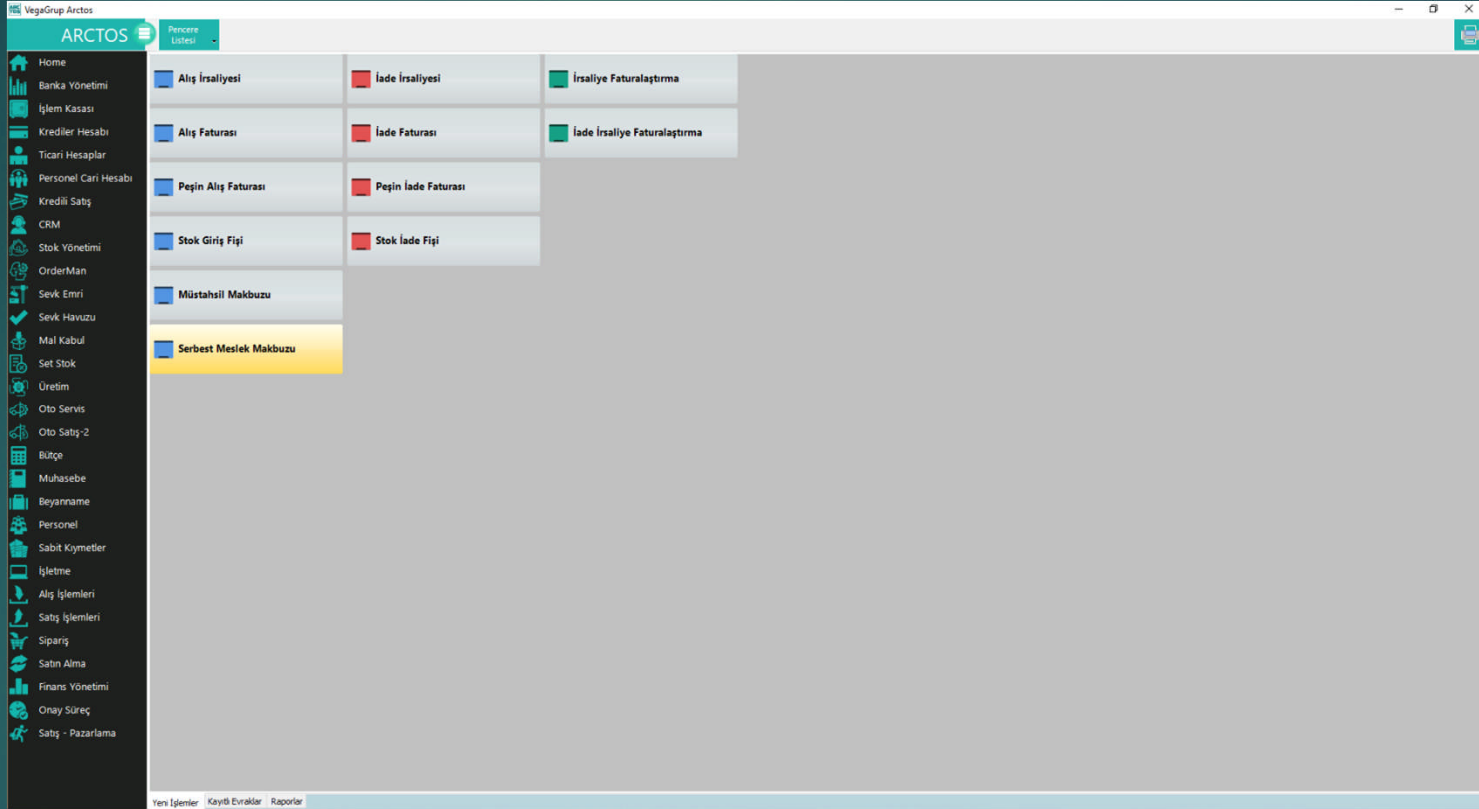 VegaGrup Arctos
ARCTOS
Pencere
Listesi
Home
Banka Yönetimi
İşlem Kasası
Krediler Hesabı
Ticari Hesaplar
Personel Cari Hesabı
Kredili Satış
CRM
Stok Yönetimi
OrderMan
Sevk Emri
Sevk Havuzu
Mal Kabul
Set Stok
Üretim
Oto Servis
Oto Satış-2
Bütçe
Muhasebe
Beyanname
Personel
Sabit Kıymetler
İşletme
Alış İşlemleri
Satış İşlemleri
Sipariş
Satın Alma
Finans Yönetimi
Onay Süreç
Satış - Pazarlama
Alış İrsaliyesi
İade İrsaliyesi
İrsaliye Faturalaştırma
Alış Faturası
İade Faturası
İade İrsaliye Faturalaştırma
Peşin Alış Faturası
Peşin İade Faturası
Stok Giriş Fişi
Stok İade Fişi
Müstahsil Makbuzu
Serbest Meslek Makbuzu
Yeni İşlemler Kayıtlı Evraklar Raporlar